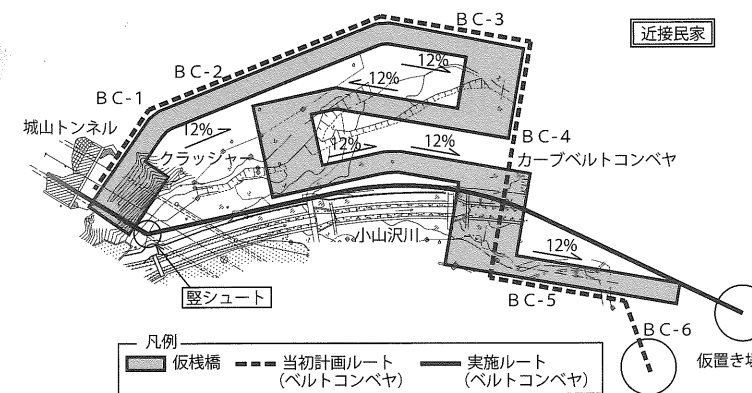 BC-3
近接民家
BC-2
12%
12%
BC-1
城山トンネル
12%
クラッシャー
12%
BC-4
カーブベルトコンベヤ
小山沢川
12%
竪シュート
BC-5
BC-6
仮置き場
凡例
仮桟橋
当初計画ルート
(ベルトコンベヤ)
実施ルート
(ベルトコンベヤ)